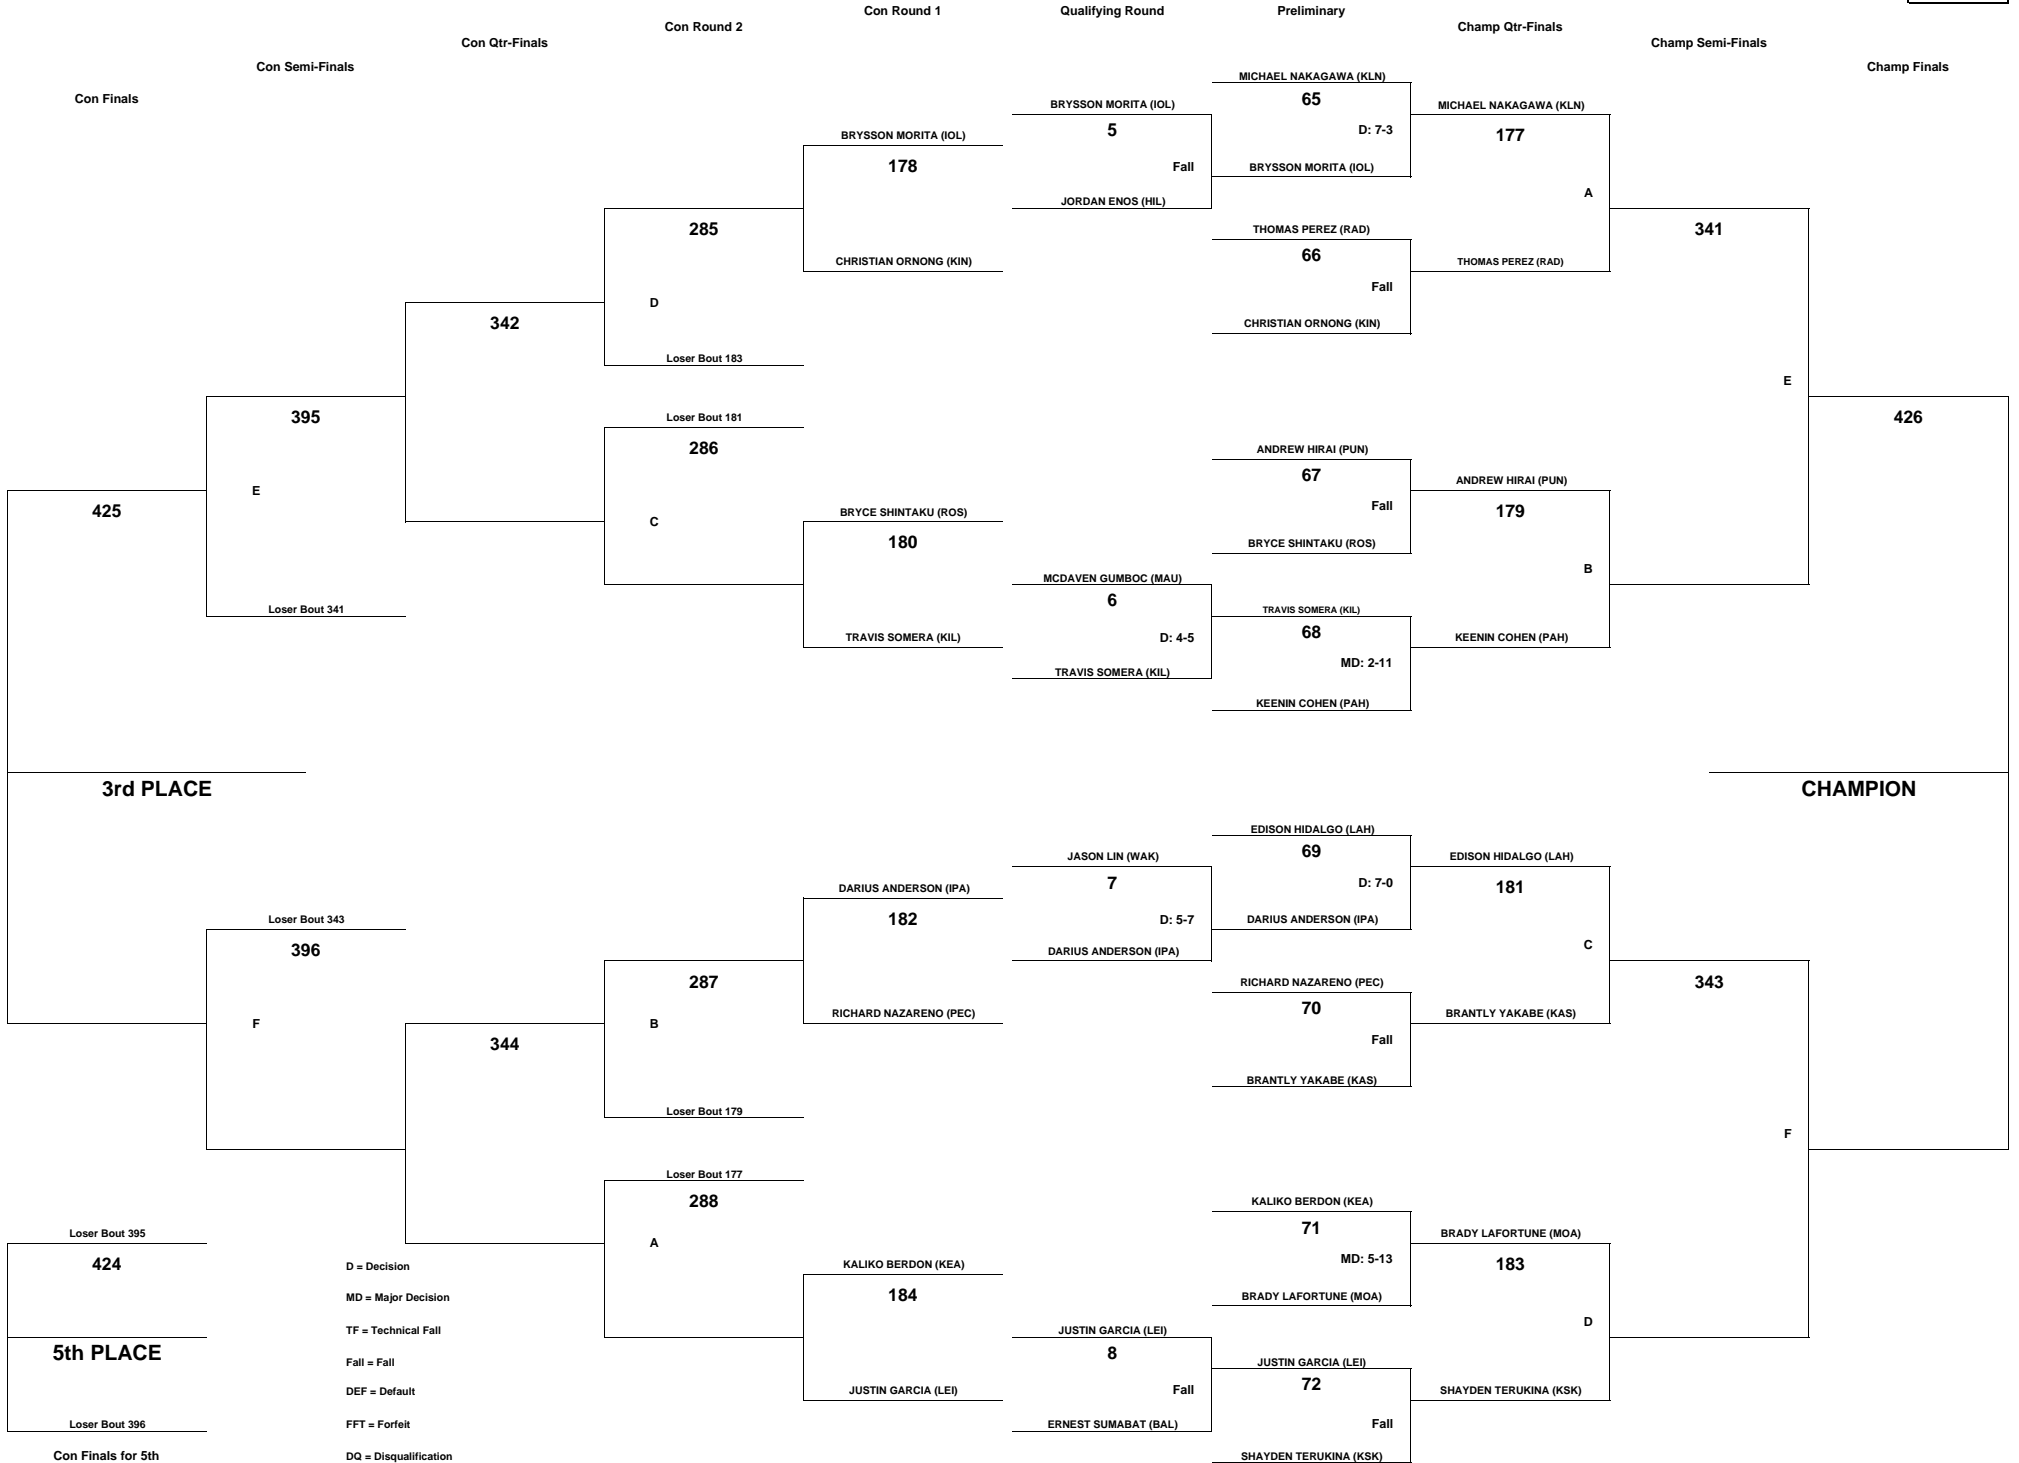 Con Round 1
Qualifying Round
Preliminary
Con Round 2
Champ Qtr-Finals
Con Qtr-Finals
Champ Semi-Finals
Con Semi-Finals
Champ Finals
Con Finals
MICHAEL NAKAGAWA (KLN)
65
BRYSSON MORITA (IOL)
MICHAEL NAKAGAWA (KLN)
5
D: 7-3
BRYSSON MORITA (IOL)
177
178
Fall
BRYSSON MORITA (IOL)
A
JORDAN ENOS (HIL)
285
THOMAS PEREZ (RAD)
341
66
CHRISTIAN ORNONG (KIN)
THOMAS PEREZ (RAD)
Fall
D
342
CHRISTIAN ORNONG (KIN)
Loser Bout 183
E
395
Loser Bout 181
426
286
ANDREW HIRAI (PUN)
67
ANDREW HIRAI (PUN)
E
Fall
425
BRYCE SHINTAKU (ROS)
179
C
180
BRYCE SHINTAKU (ROS)
B
MCDAVEN GUMBOC (MAU)
6
Loser Bout 341
TRAVIS SOMERA (KIL)
68
TRAVIS SOMERA (KIL)
D: 4-5
KEENIN COHEN (PAH)
MD: 2-11
TRAVIS SOMERA (KIL)
KEENIN COHEN (PAH)
3rd PLACE
CHAMPION
EDISON HIDALGO (LAH)
69
JASON LIN (WAK)
EDISON HIDALGO (LAH)
7
D: 7-0
DARIUS ANDERSON (IPA)
181
Loser Bout 343
182
D: 5-7
DARIUS ANDERSON (IPA)
396
DARIUS ANDERSON (IPA)
C
287
RICHARD NAZARENO (PEC)
343
70
RICHARD NAZARENO (PEC)
BRANTLY YAKABE (KAS)
F
B
344
Fall
BRANTLY YAKABE (KAS)
Loser Bout 179
F
Loser Bout 177
288
KALIKO BERDON (KEA)
71
Loser Bout 395
BRADY LAFORTUNE (MOA)
A
424
D = Decision
KALIKO BERDON (KEA)
MD: 5-13
183
MD = Major Decision
184
BRADY LAFORTUNE (MOA)
TF = Technical Fall
JUSTIN GARCIA (LEI)
D
5th PLACE
8
Fall = Fall
JUSTIN GARCIA (LEI)
72
DEF = Default
JUSTIN GARCIA (LEI)
Fall
SHAYDEN TERUKINA (KSK)
Loser Bout 396
FFT = Forfeit
ERNEST SUMABAT (BAL)
Fall
Con Finals for 5th
DQ = Disqualification
SHAYDEN TERUKINA (KSK)